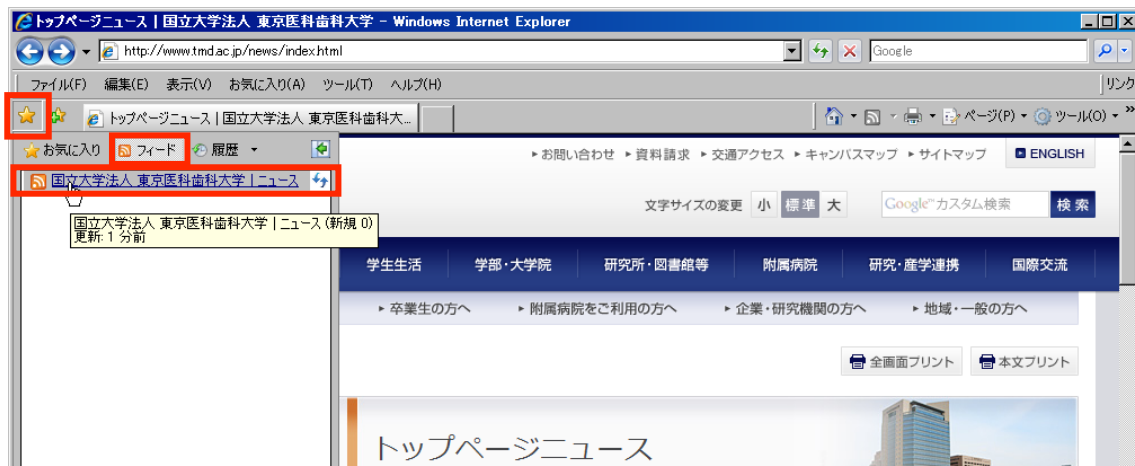 トップページニュース | 国立大学法人 東京医科歯科大学 - Windows Internet Explorer
http://www.tmd.ac.jp/news/index.html
Google
ファイル(F) 編集(E) 表示(V) お気に入り(A) ツール(T) ヘルプ(H)
リンク
トップページニュース | 国立大学法人 東京医科歯科大...
ページ(P) ツール(O) »
お気に入り フィード 履歴
お問い合わせ 資料請求 交通アクセス キャンパスマップ サイトマップ ENGLISH
国立大学法人 東京医科歯科大学 | ニュース
文字サイズの変更 小 標準 大 Google™カスタム検索 検索
国立大学法人 東京医科歯科大学 | ニュース (新規 0)
更新: 1 分前
学生生活 学部・大学院 研究所・図書館等 附属病院 研究・産学連携 国際交流
卒業生の方へ 附属病院をご利用の方へ 企業・研究機関の方へ 地域・一般の方へ
全画面プリント 本文プリント
トップページニュース